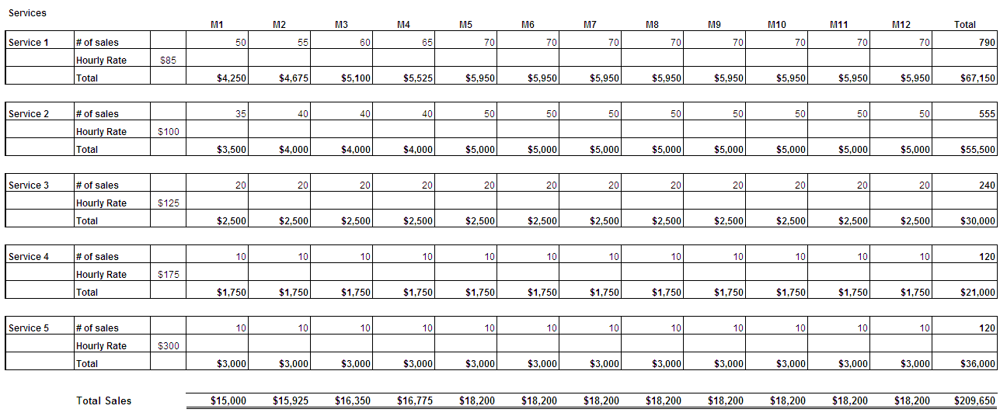 Services
M1 M2 M3 M4 M5 M6 M7 M8 M9 M10 M11 M12 Total
Service 1 # of sales 50 55 60 65 70 70 70 70 70 70 70 70 790
Hourly Rate $85
Total $4,250 $4,675 $5,100 $5,525 $5,950 $5,950 $5,950 $5,950 $5,950 $5,950 $5,950 $5,950 $67,150
Service 2 # of sales 35 40 40 40 50 50 50 50 50 50 50 50 555
Hourly Rate $100
Total $3,500 $4,000 $4,000 $4,000 $5,000 $5,000 $5,000 $5,000 $5,000 $5,000 $5,000 $5,000 $55,500
Service 3 # of sales 20 20 20 20 20 20 20 20 20 20 20 20 240
Hourly Rate $125
Total $2,500 $2,500 $2,500 $2,500 $2,500 $2,500 $2,500 $2,500 $2,500 $2,500 $2,500 $2,500 $30,000
Service 4 # of sales 10 10 10 10 10 10 10 10 10 10 10 10 120
Hourly Rate $175
Total $1,750 $1,750 $1,750 $1,750 $1,750 $1,750 $1,750 $1,750 $1,750 $1,750 $1,750 $1,750 $21,000
Service 5 # of sales 10 10 10 10 10 10 10 10 10 10 10 10 120
Hourly Rate $300
Total $3,000 $3,000 $3,000 $3,000 $3,000 $3,000 $3,000 $3,000 $3,000 $3,000 $3,000 $3,000 $36,000
Total Sales $15,000 $15,925 $16,350 $16,775 $18,200 $18,200 $18,200 $18,200 $18,200 $18,200 $18,200 $18,200 $209,650